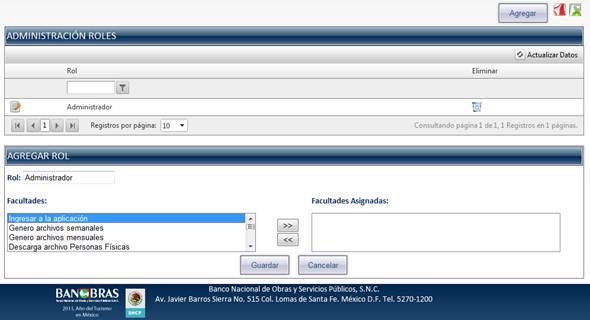 Agregar
ADMINISTRACIÓN ROLES
Actualizar Datos
Rol Eliminar
Administrador
1 Registros por página: 10 Consultando página 1 de 1, 1 Registros en 1 páginas.
AGREGAR ROL
Rol: Administrador
Facultades: Facultades Asignadas:
Ingresar a la aplicación
Genero archivos semanales
Genero archivos mensuales
Descarga archivo Personas Físicas
>>
<<
Guardar Cancelar
BANOBRAS
2011, Año del Turismo
en México
SHCP
Banco Nacional de Obras y Servicios Públicos, S.N.C.
Av. Javier Barros Sierra No. 515 Col. Lomas de Santa Fe. México D.F. Tel. 5270-1200